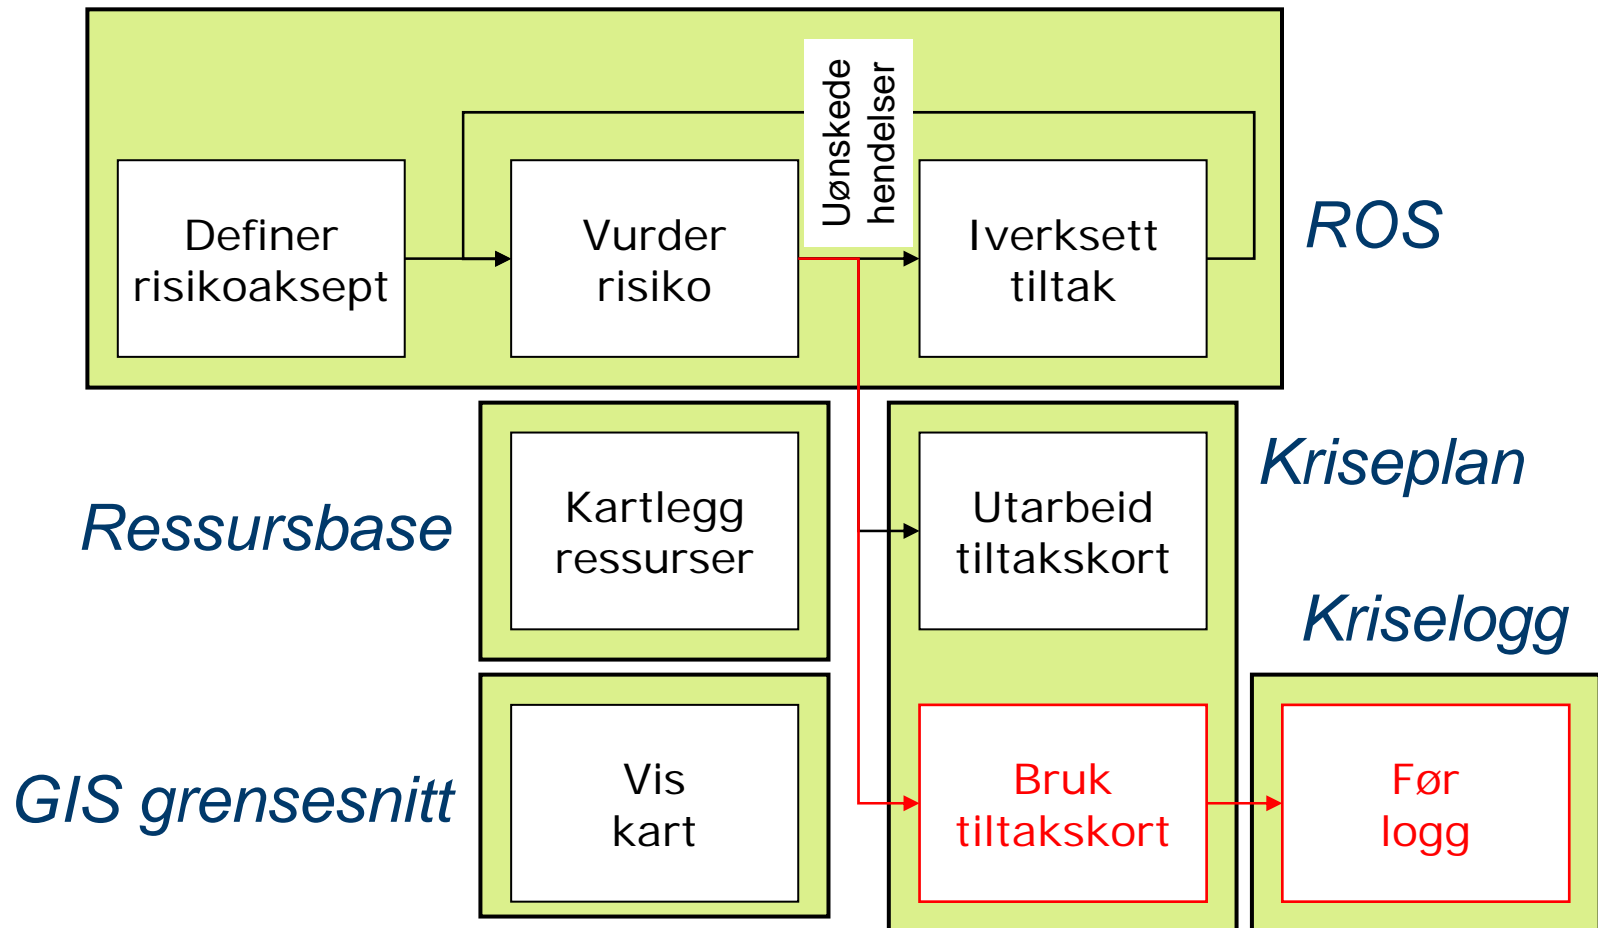 Uønskede
hendelser
Definer
risikoaksept
Vurder
risiko
Iverksett
tiltak
ROS
Ressursbase
Kartlegg
ressurser
Utarbeid
tiltakskort
Kriseplan
Kriselogg
GIS grensesnitt
Vis
kart
Bruk
tiltakskort
Før
logg